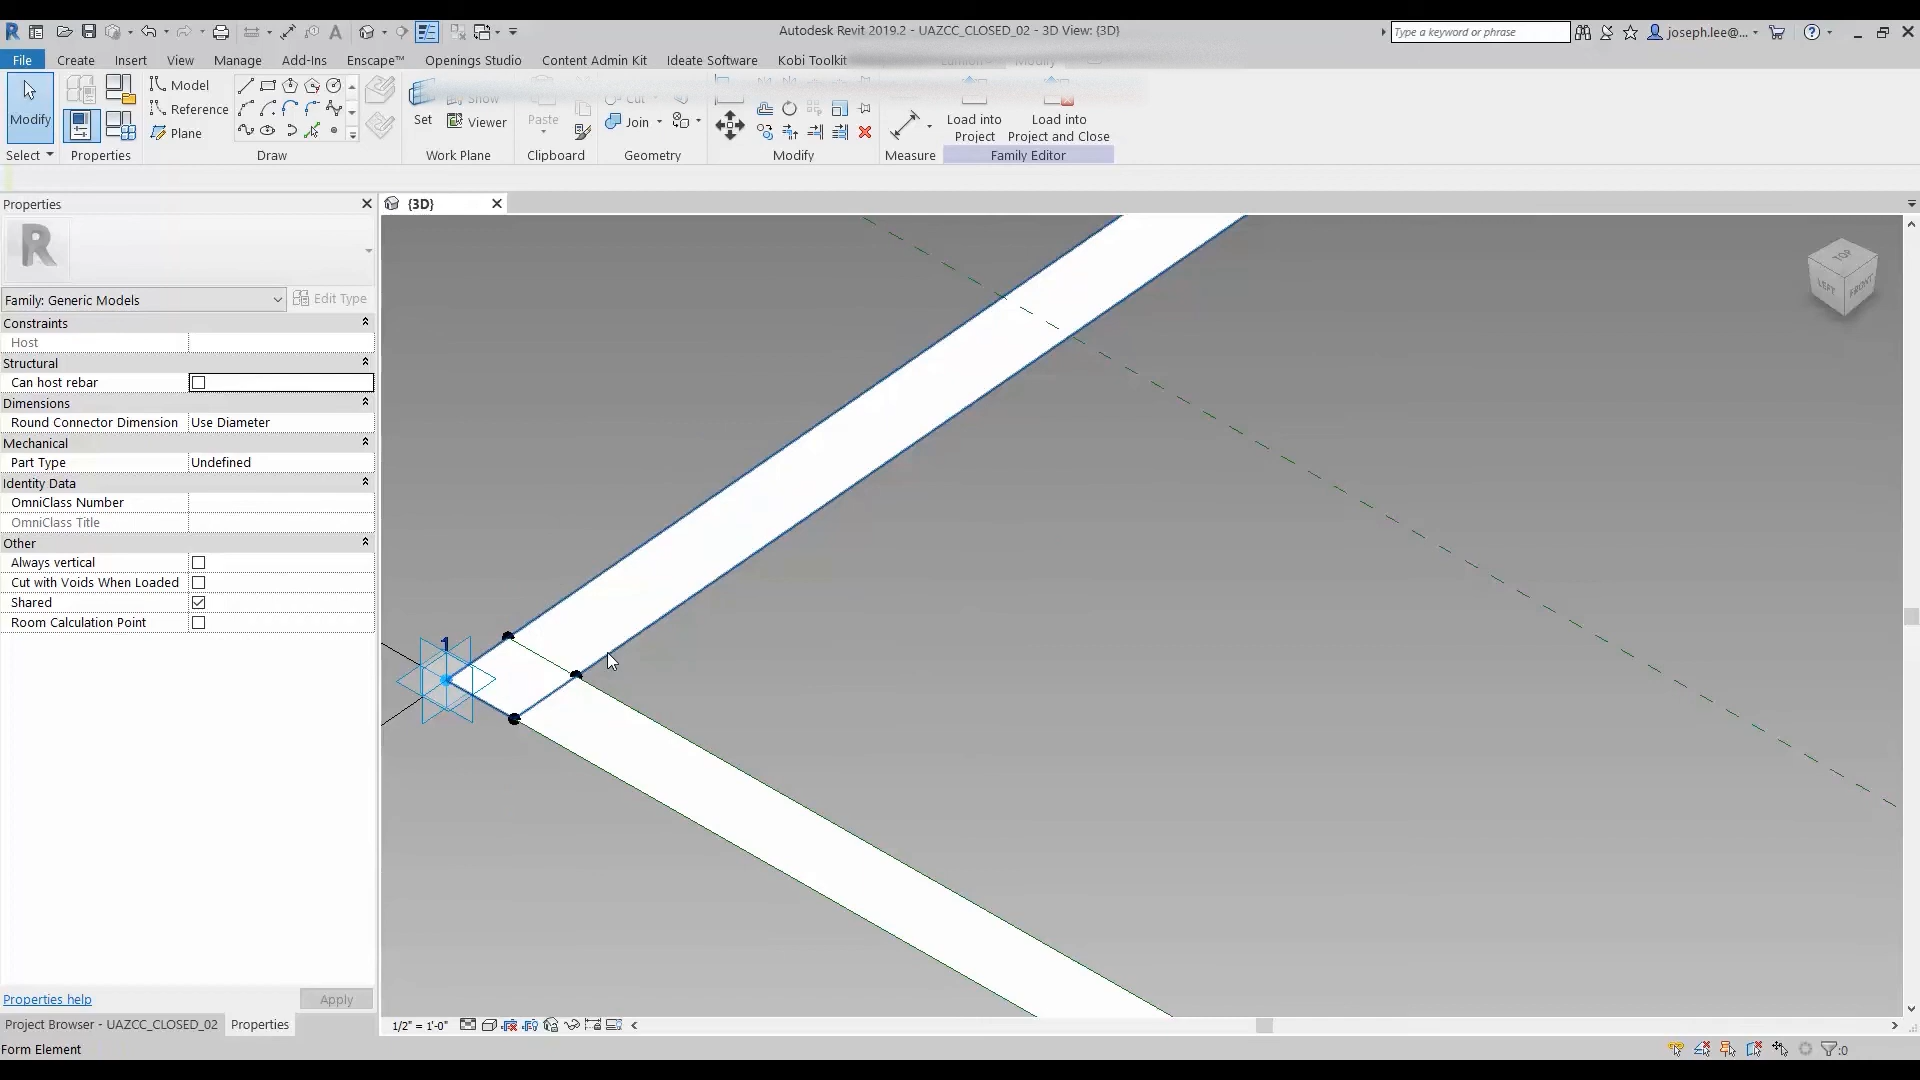 Autodesk Revit 2019.2 - UAZCC_CLOSED_02 - 3D View: {3D}
Type a keyword or phrase
joseph.lee@...
File Create Insert View Manage Add-Ins Enscape™ Openings Studio Content Admin Kit Ideate Software Kobi Toolkit
Modify
Model
Reference
Plane
Set
Show
Viewer
Paste
Cut
Join
Load into Project
Load into Project and Close
Select Properties Draw Work Plane Clipboard Geometry Modify Measure Family Editor
Properties
{3D}
R
Family: Generic Models
Edit Type
Constraints
Host
Structural
Can host rebar
Dimensions
Round Connector Dimension Use Diameter
Mechanical
Part Type Undefined
Identity Data
OmniClass Number
OmniClass Title
Other
Always vertical
Cut with Voids When Loaded
Shared
Room Calculation Point
TOP
LEFT FRONT
1
Properties help
Apply
Project Browser - UAZCC_CLOSED_02 Properties
1/2" = 1'-0"
Form Element
:0